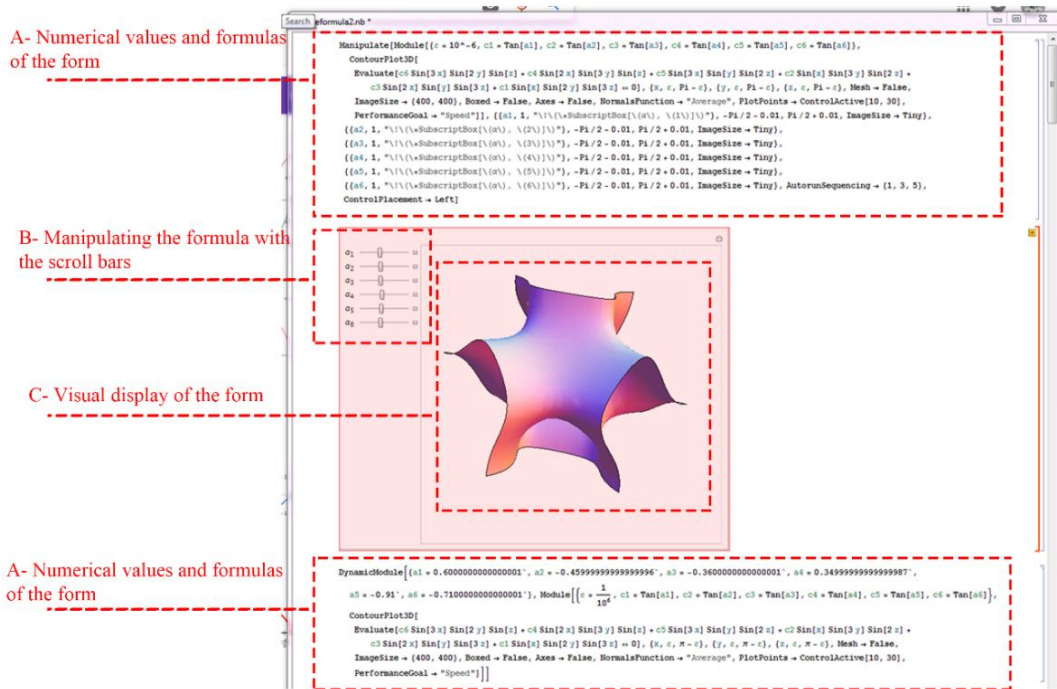 Search
eformula2.nb *
A- Numerical values and formulas
of the form
Manipulate[Module[{ε = 10^-6, c1 = Tan[a1], c2 = Tan[a2], c3 = Tan[a3], c4 = Tan[a4], c5 = Tan[a5], c6 = Tan[a6]},
ContourPlot3D[
Evaluate[c6 Sin[3 x] Sin[2 y] Sin[z] + c4 Sin[2 x] Sin[3 y] Sin[z] + c5 Sin[3 x] Sin[y] Sin[2 z] + c2 Sin[x] Sin[3 y] Sin[2 z] +
c3 Sin[2 x] Sin[y] Sin[3 z] + c1 Sin[x] Sin[2 y] Sin[3 z] == 0], {x, ε, Pi - ε}, {y, ε, Pi - ε}, {z, ε, Pi - ε}, Mesh → False,
ImageSize → {400, 400}, Boxed → False, Axes → False, NormalsFunction → "Average", PlotPoints → ControlActive[10, 30],
PerformanceGoal → "Speed"]], {{a1, 1, "\!\(\*SubscriptBox[\(α\), \(1\)]\)"}, -Pi/2 - 0.01, Pi/2 + 0.01, ImageSize → Tiny},
{{a2, 1, "\!\(\*SubscriptBox[\(α\), \(2\)]\)"}, -Pi/2 - 0.01, Pi/2 + 0.01, ImageSize → Tiny},
{{a3, 1, "\!\(\*SubscriptBox[\(α\), \(3\)]\)"}, -Pi/2 - 0.01, Pi/2 + 0.01, ImageSize → Tiny},
{{a4, 1, "\!\(\*SubscriptBox[\(α\), \(4\)]\)"}, -Pi/2 - 0.01, Pi/2 + 0.01, ImageSize → Tiny},
{{a5, 1, "\!\(\*SubscriptBox[\(α\), \(5\)]\)"}, -Pi/2 - 0.01, Pi/2 + 0.01, ImageSize → Tiny},
{{a6, 1, "\!\(\*SubscriptBox[\(α\), \(6\)]\)"}, -Pi/2 - 0.01, Pi/2 + 0.01, ImageSize → Tiny}, AutorunSequencing → {1, 3, 5},
ControlPlacement → Left]
B- Manipulating the formula with
the scroll bars
α1
α2
α3
α4
α5
α6
C- Visual display of the form
A- Numerical values and formulas
of the form
DynamicModule[{a1 = 0.6000000000000001`, a2 = -0.45999999999999996`, a3 = -0.3600000000000001`, a4 = 0.34999999999999987`,
a5 = -0.91`, a6 = -0.7100000000000001`}, Module[{ε = 1/10^6, c1 = Tan[a1], c2 = Tan[a2], c3 = Tan[a3], c4 = Tan[a4], c5 = Tan[a5], c6 = Tan[a6]},
ContourPlot3D[
Evaluate[c6 Sin[3 x] Sin[2 y] Sin[z] + c4 Sin[2 x] Sin[3 y] Sin[z] + c5 Sin[3 x] Sin[y] Sin[2 z] + c2 Sin[x] Sin[3 y] Sin[2 z] +
c3 Sin[2 x] Sin[y] Sin[3 z] + c1 Sin[x] Sin[2 y] Sin[3 z] == 0], {x, ε, π - ε}, {y, ε, π - ε}, {z, ε, π - ε}, Mesh → False,
ImageSize → {400, 400}, Boxed → False, Axes → False, NormalsFunction → "Average", PlotPoints → ControlActive[10, 30],
PerformanceGoal → "Speed"]]]